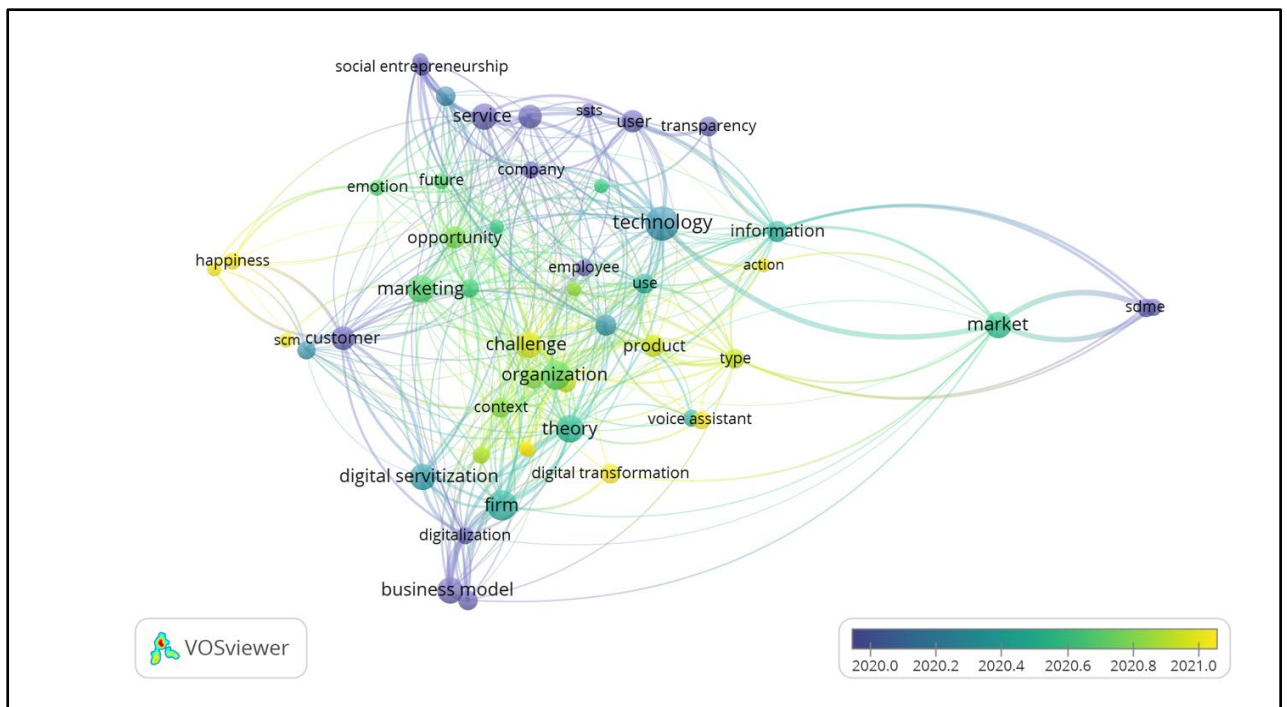 social entrepreneurship
service
ssts
user
transparency
company
emotion
future
technology
opportunity
information
happiness
employee
action
marketing
use
sdme
market
scm
customer
challenge
product
type
organization
context
theory
voice assistant
digital servitization
digital transformation
firm
digitalization
business model
VOSviewer
2020.0 2020.2 2020.4 2020.6 2020.8 2021.0